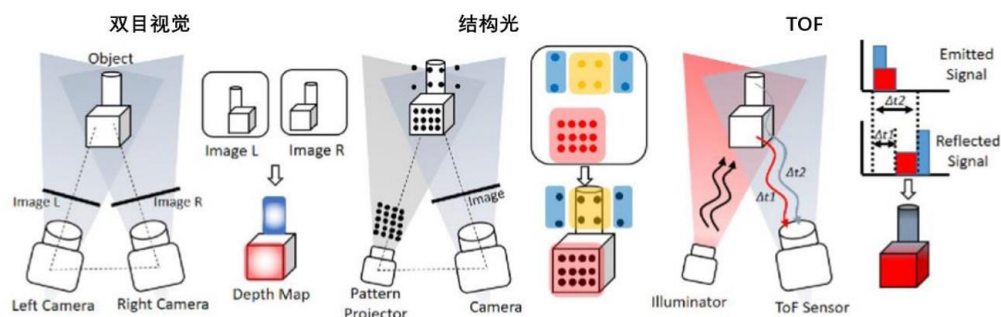 双目视觉
Object
Image L
Image R
Image L
Image R
Left Camera
Right Camera
Depth Map
结构光
Image
Pattern
Projector
Camera
TOF
Δt1
Δt2
Illuminator
ToF Sensor
Emitted
Signal
Δt2
Δt1
Reflected
Signal